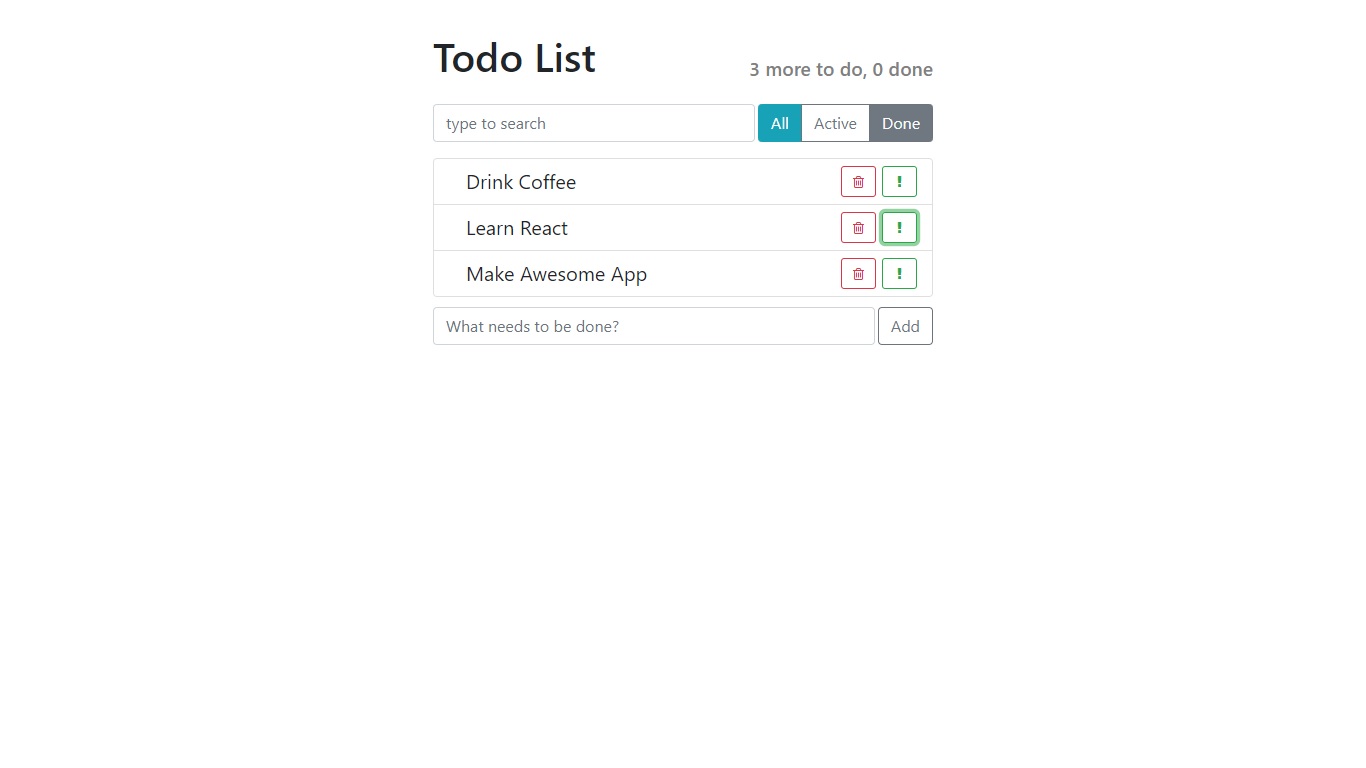 Todo List
3 more to do, 0 done
type to search
All
Active
Done
Drink Coffee
!
Learn React
!
Make Awesome App
!
What needs to be done?
Add